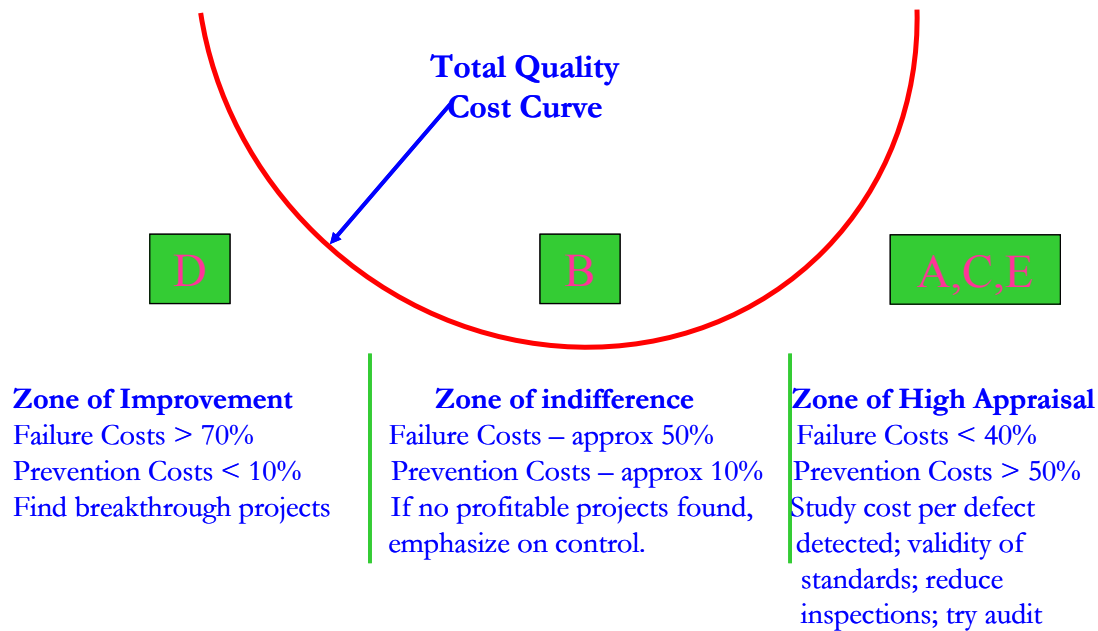 Total Quality
Cost Curve
D
B
A,C,E
Zone of Improvement
Failure Costs > 70%
Prevention Costs < 10%
Find breakthrough projects
Zone of indifference
Failure Costs – approx 50%
Prevention Costs – approx 10%
If no profitable projects found,
emphasize on control.
Zone of High Appraisal
Failure Costs < 40%
Prevention Costs > 50%
Study cost per defect
detected; validity of
standards; reduce
inspections; try audit